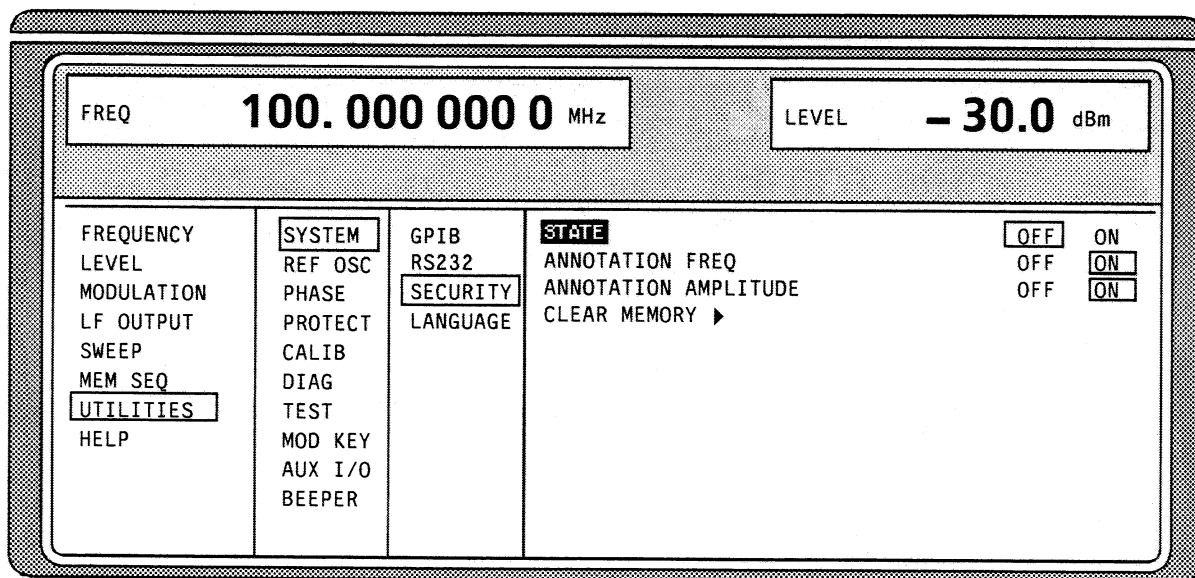 FREQ 100. 000 000 0 MHz LEVEL – 30.0 dBm
FREQUENCY
LEVEL
MODULATION
LF OUTPUT
SWEEP
MEM SEQ
UTILITIES
HELP
SYSTEM
REF OSC
PHASE
PROTECT
CALIB
DIAG
TEST
MOD KEY
AUX I/O
BEEPER
GPIB
RS232
SECURITY
LANGUAGE
STATE OFF ON
ANNOTATION FREQ OFF ON
ANNOTATION AMPLITUDE OFF ON
CLEAR MEMORY ▶